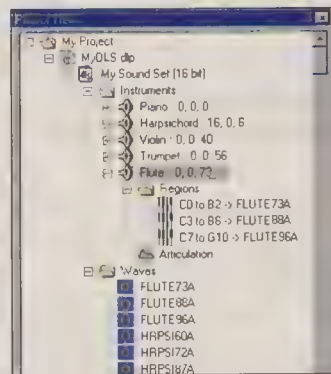 Project View
My Project
MyDLS dlp
My Sound Set (16 bit)
Instruments
Piano 0, 0, 0
Harpsichord 16, 0, 6
Violin 0, 0 40
Trumpet 0 0 56
Flute 0, 0, 73
Regions
C0 to B2 -> FLUTE73A
C3 to B6 -> FLUTE88A
C7 to G10 -> FLUTE96A
Articulation
Waves
FLUTE73A
FLUTE88A
FLUTE96A
HRPSI60A
HRPSI72A
HRPSI87A